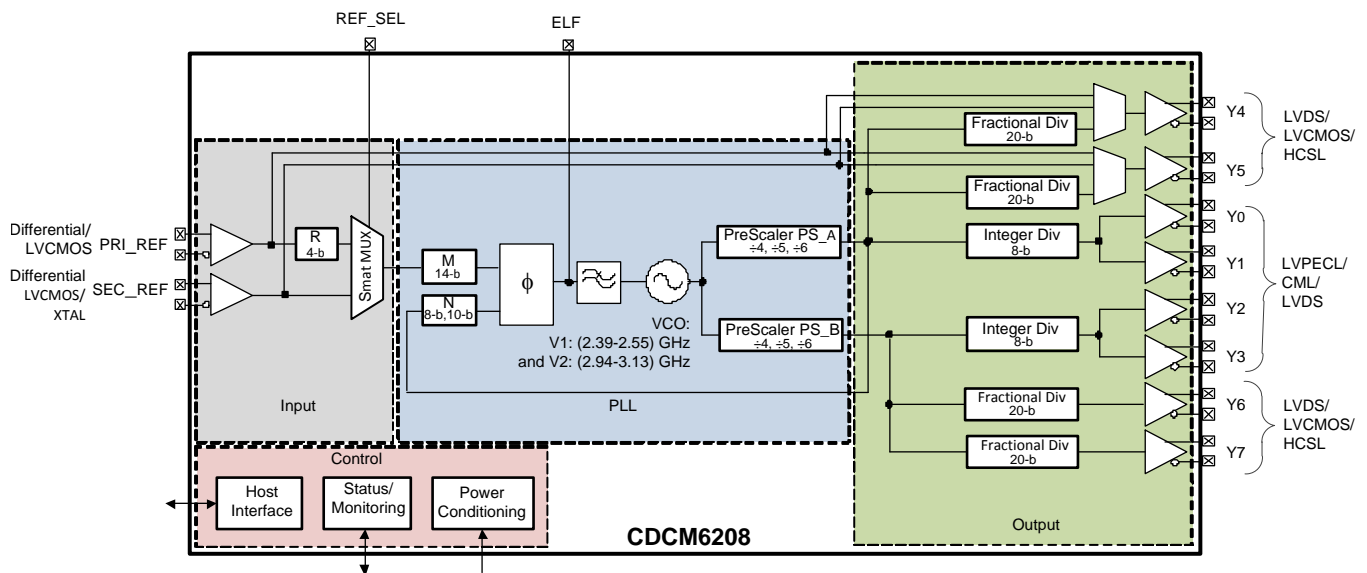 REF_SEL
ELF
Differential/
LVCMOS
PRI_REF
Differential
LVCMOS/
XTAL
SEC_REF
R
4-b
Smat MUX
Input
M
14-b
N
8-b,10-b
ϕ
VCO:
V1: (2.39-2.55) GHz
and V2: (2.94-3.13) GHz
PreScaler PS_A
÷4, ÷5, ÷6
PreScaler PS_B
÷4, ÷5, ÷6
PLL
Fractional Div
20-b
Fractional Div
20-b
Integer Div
8-b
Integer Div
8-b
Fractional Div
20-b
Fractional Div
20-b
Output
Y4
Y5
Y0
Y1
Y2
Y3
Y6
Y7
LVDS/
LVCMOS/
HCSL
LVPECL/
CML/
LVDS
LVDS/
LVCMOS/
HCSL
Control
Host
Interface
Status/
Monitoring
Power
Conditioning
CDCM6208